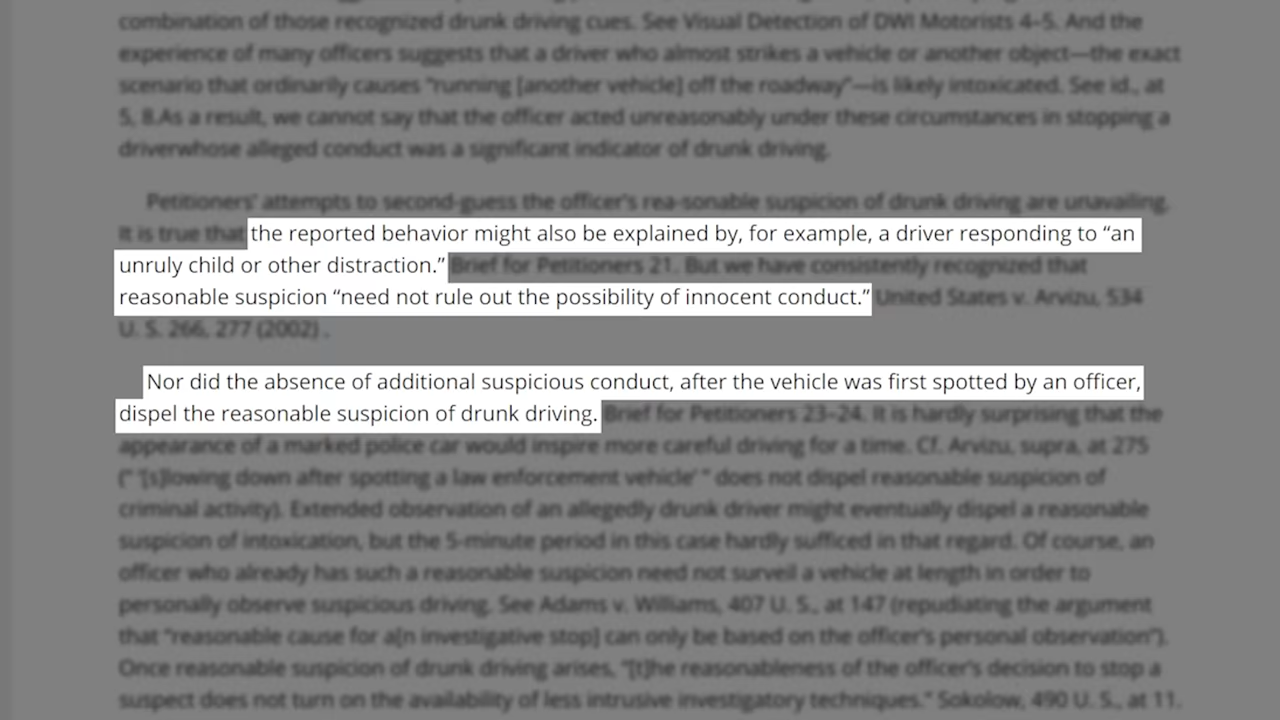 combination of those recognized drunk driving cues. See Visual Detection of DWI Motorists 4–5. And the
experience of many officers suggests that a driver who almost strikes a vehicle or another object—the exact
scenario that ordinarily causes “running [another vehicle] off the roadway”—is likely intoxicated. See id., at
5, 8.As a result, we cannot say that the officer acted unreasonably under these circumstances in stopping a
driverwhose alleged conduct was a significant indicator of drunk driving.
Petitioners’ attempts to second-guess the officer’s rea-sonable suspicion of drunk driving are unavailing.
It is true that the reported behavior might also be explained by, for example, a driver responding to “an
unruly child or other distraction.” Brief for Petitioners 21. But we have consistently recognized that
reasonable suspicion “need not rule out the possibility of innocent conduct.” United States v. Arvizu, 534
U. S. 266, 277 (2002) .
Nor did the absence of additional suspicious conduct, after the vehicle was first spotted by an officer,
dispel the reasonable suspicion of drunk driving. Brief for Petitioners 23–24. It is hardly surprising that the
appearance of a marked police car would inspire more careful driving for a time. Cf. Arvizu, supra, at 275
(“ ‘[s]lowing down after spotting a law enforcement vehicle’ ” does not dispel reasonable suspicion of
criminal activity). Extended observation of an allegedly drunk driver might eventually dispel a reasonable
suspicion of intoxication, but the 5-minute period in this case hardly sufficed in that regard. Of course, an
officer who already has such a reasonable suspicion need not surveil a vehicle at length in order to
personally observe suspicious driving. See Adams v. Williams, 407 U. S., at 147 (repudiating the argument
that “reasonable cause for a[n investigative stop] can only be based on the officer’s personal observation”).
Once reasonable suspicion of drunk driving arises, “[t]he reasonableness of the officer’s decision to stop a
suspect does not turn on the availability of less intrusive investigatory techniques.” Sokolow, 490 U. S., at 11.